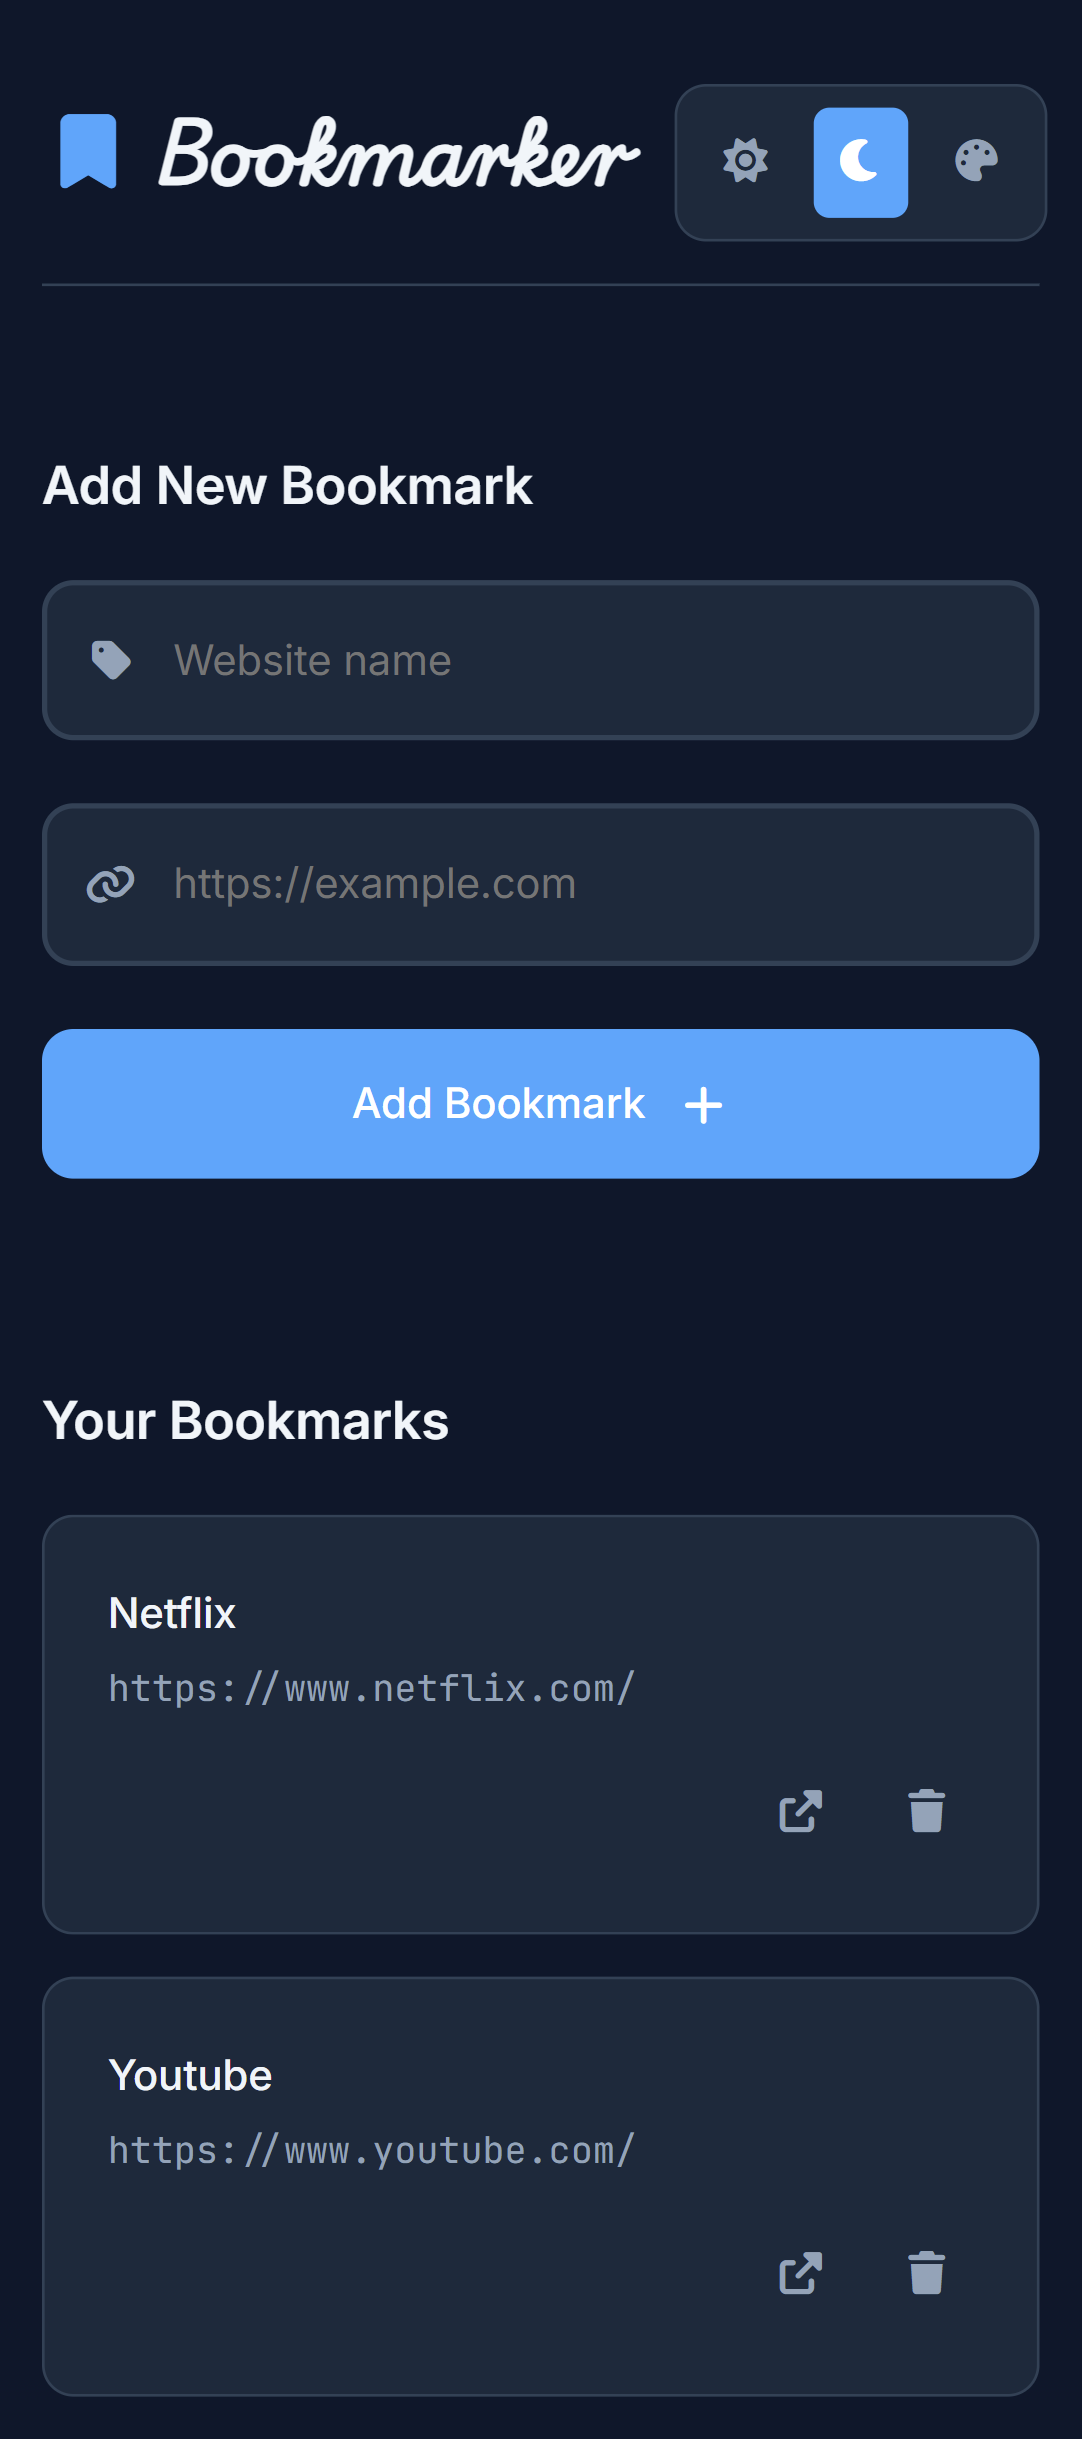 Bookmarker
Add New Bookmark
Website name
https://example.com
Add Bookmark
Your Bookmarks
Netflix
https://www.netflix.com/
Youtube
https://www.youtube.com/